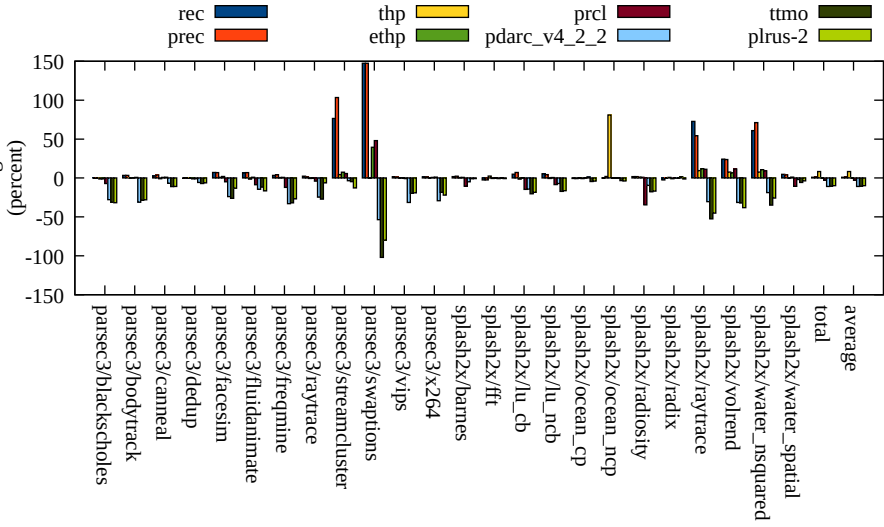 rec
prec
thp
ethp
prcl
pdarc_v4_2_2
ttmo
plrus-2
(percent)
150
100
50
0
-50
-100
-150
parsec3/blackscholes
parsec3/bodytrack
parsec3/canneal
parsec3/dedup
parsec3/facesim
parsec3/fluidanimate
parsec3/freqmine
parsec3/raytrace
parsec3/streamcluster
parsec3/swaptions
parsec3/vips
parsec3/x264
splash2x/barnes
splash2x/fft
splash2x/lu_cb
splash2x/lu_ncb
splash2x/ocean_cp
splash2x/ocean_ncp
splash2x/radiosity
splash2x/radix
splash2x/raytrace
splash2x/volrend
splash2x/water_nsquared
splash2x/water_spatial
total
average